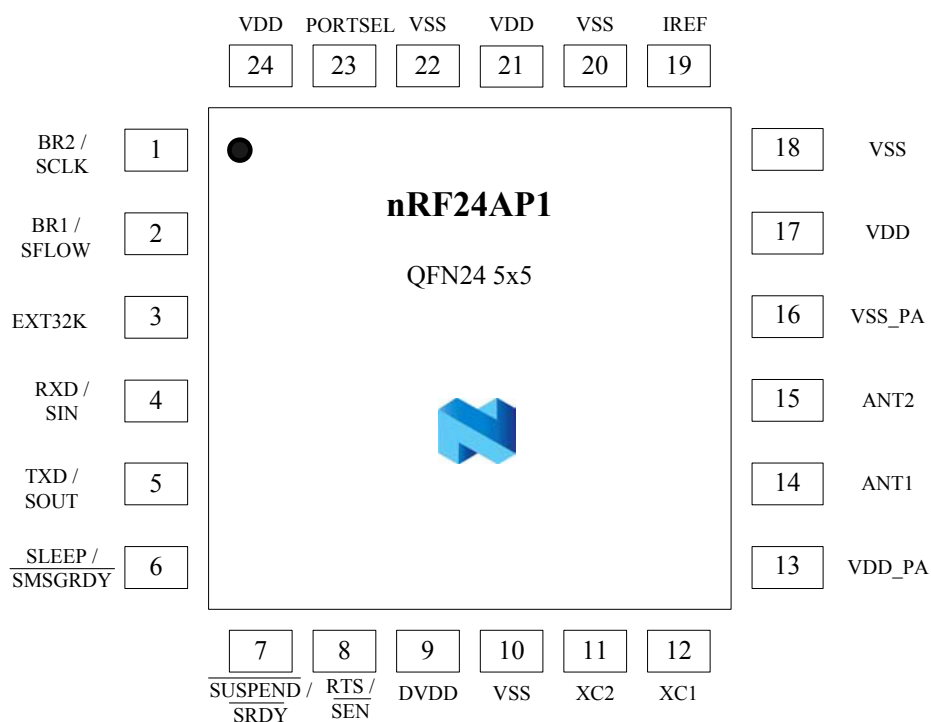 VDD PORTSEL VSS VDD VSS IREF
24 23 22 21 20 19
BR2 /
SCLK
1
BR1 /
SFLOW
2
EXT32K
3
RXD /
SIN
4
TXD /
SOUT
5
SLEEP /
SMSGRDY
6
nRF24AP1
QFN24 5x5
18 VSS
17 VDD
16 VSS_PA
15 ANT2
14 ANT1
13 VDD_PA
7 8 9 10 11 12
SUSPEND /
SRDY
RTS /
SEN
DVDD VSS XC2 XC1